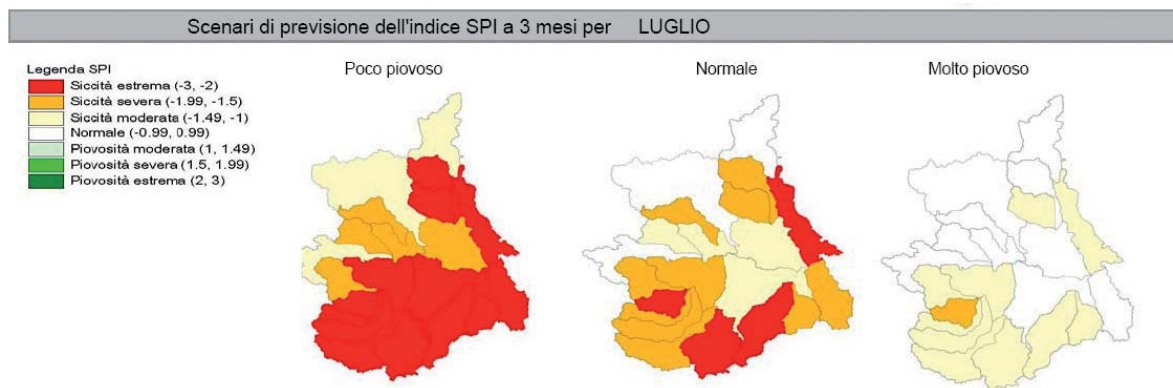 Scenari di previsione dell'indice SPI a 3 mesi per LUGLIO
Legenda SPI
Siccità estrema (-3, -2)
Siccità severa (-1.99, -1.5)
Siccità moderata (-1.49, -1)
Normale (-0.99, 0.99)
Piovosità moderata (1, 1.49)
Piovosità severa (1.5, 1.99)
Piovosità estrema (2, 3)
Poco piovoso
Normale
Molto piovoso